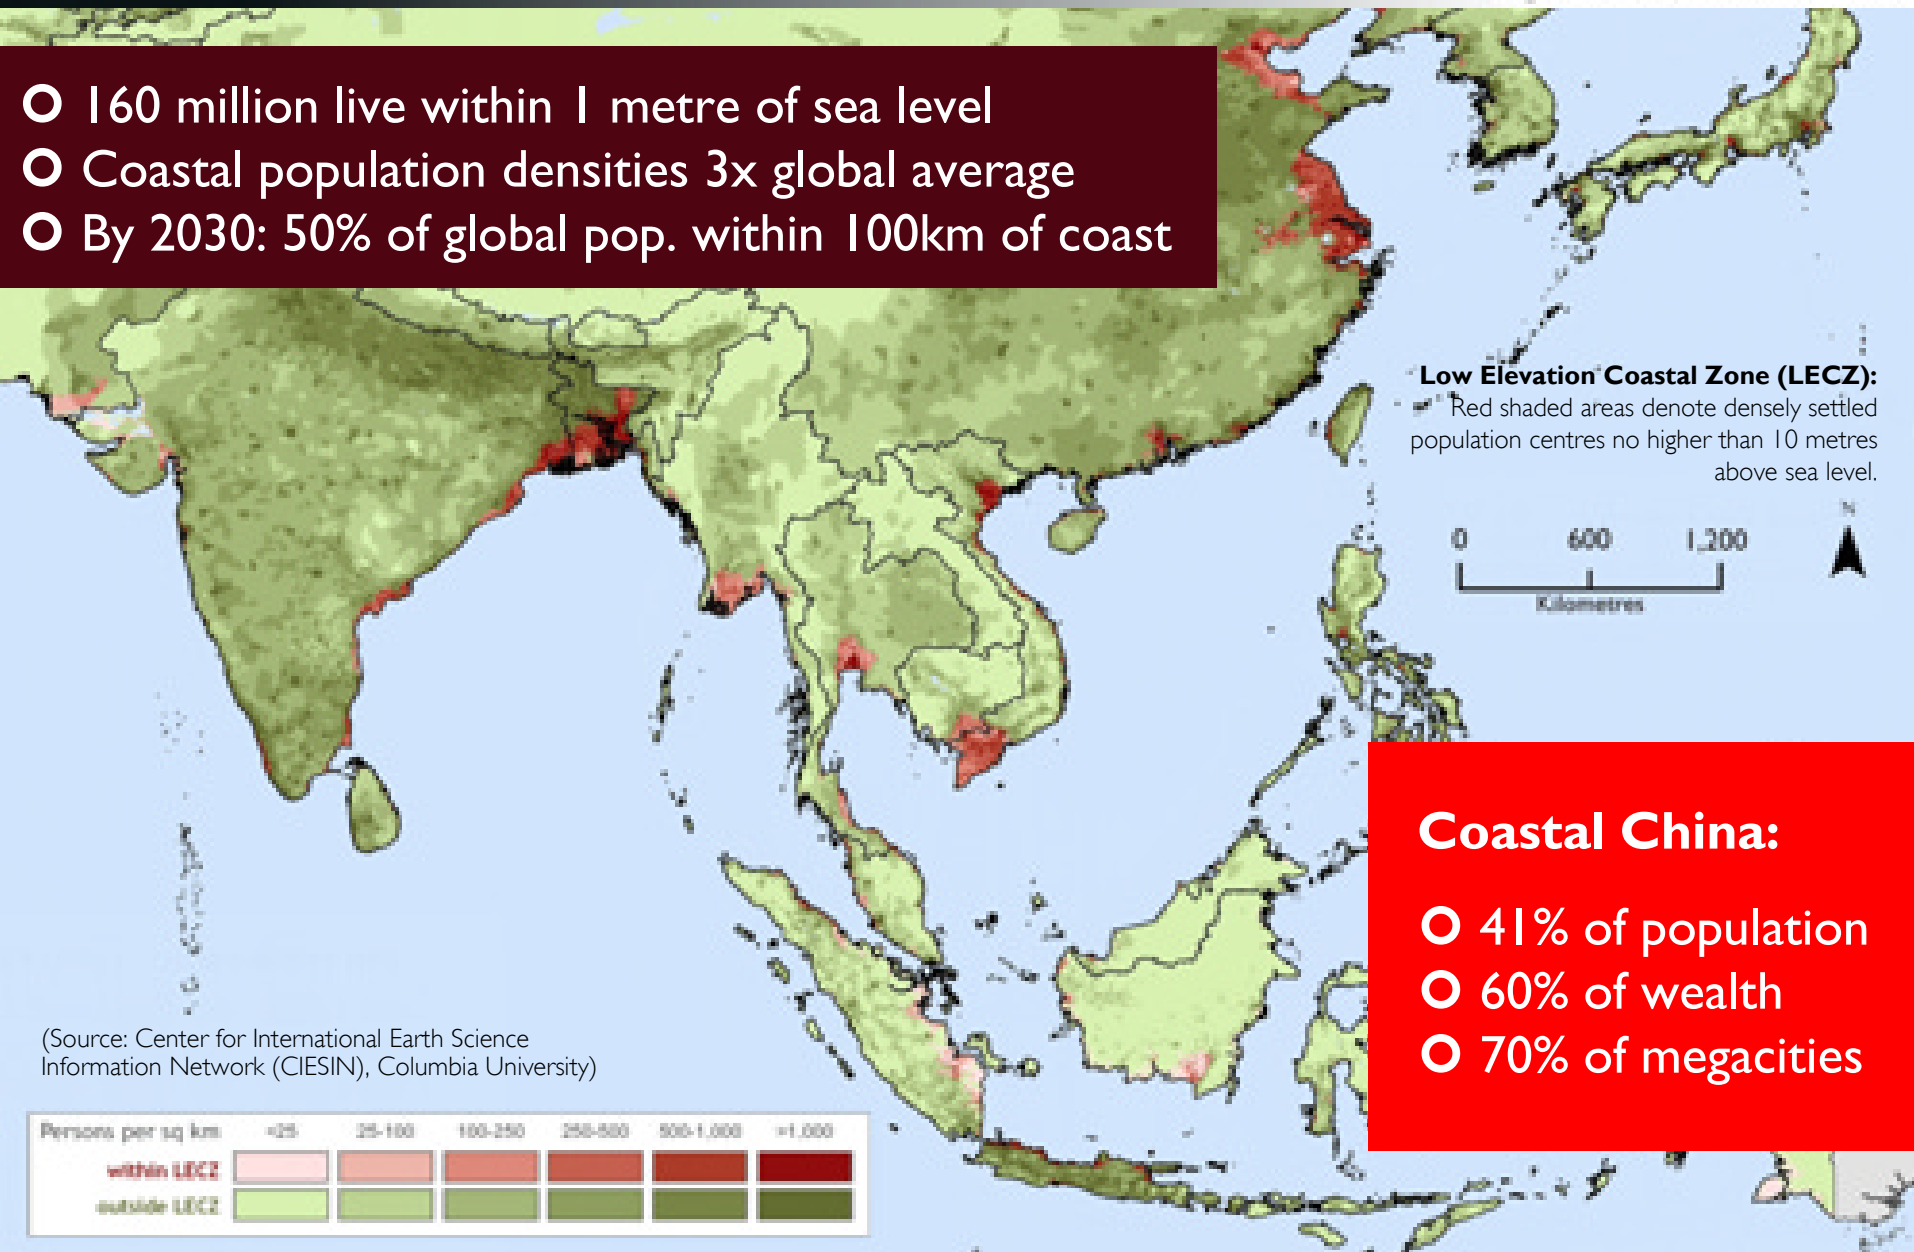 160 million live within 1 metre of sea level
Coastal population densities 3x global average
By 2030: 50% of global pop. within 100km of coast
Low Elevation Coastal Zone (LECZ):
Red shaded areas denote densely settled
population centres no higher than 10 metres
above sea level.
N
0 600 1,200
Kilometres
Coastal China:
41% of population
60% of wealth
70% of megacities
(Source: Center for International Earth Science
Information Network (CIESIN), Columbia University)
Persons per sq km <25 25-100 100-250 250-500 500-1,000 >1,000
within LECZ
outside LECZ